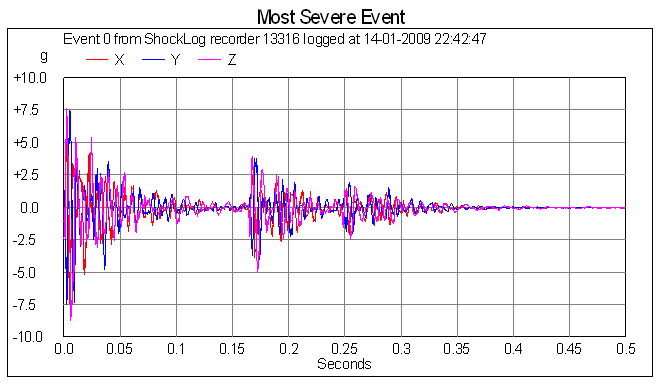 Most Severe Event
Event 0 from ShockLog recorder 13316 logged at 14-01-2009 22:42:47
g
X Y Z
+10.0
+7.5
+5.0
+2.5
0.0
-2.5
-5.0
-7.5
-10.0
0.0 0.05 0.1 0.15 0.2 0.25 0.3 0.35 0.4 0.45 0.5
Seconds